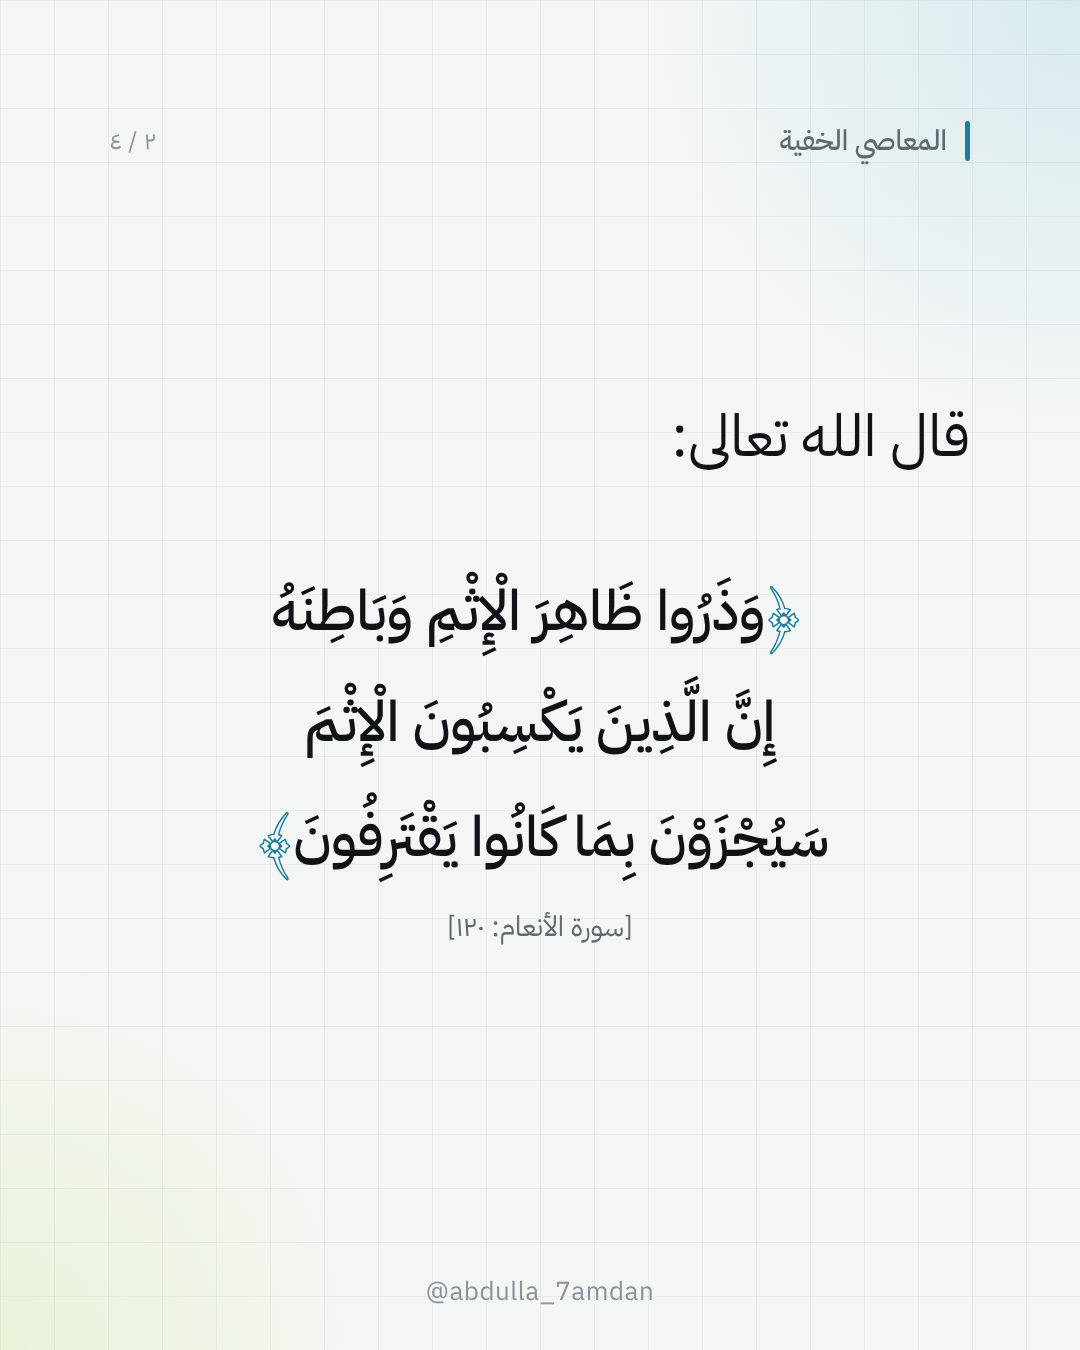 المعاصي الخفية
٢ / ٤
قال الله تعالى:
﴿وَذَرُوا ظَاهِرَ الْإِثْمِ وَبَاطِنَهُ
إِنَّ الَّذِينَ يَكْسِبُونَ الْإِثْمَ
سَيُجْزَوْنَ بِمَا كَانُوا يَقْتَرِفُونَ﴾
[سورة الأنعام: ١٢٠]
@abdulla_7amdan